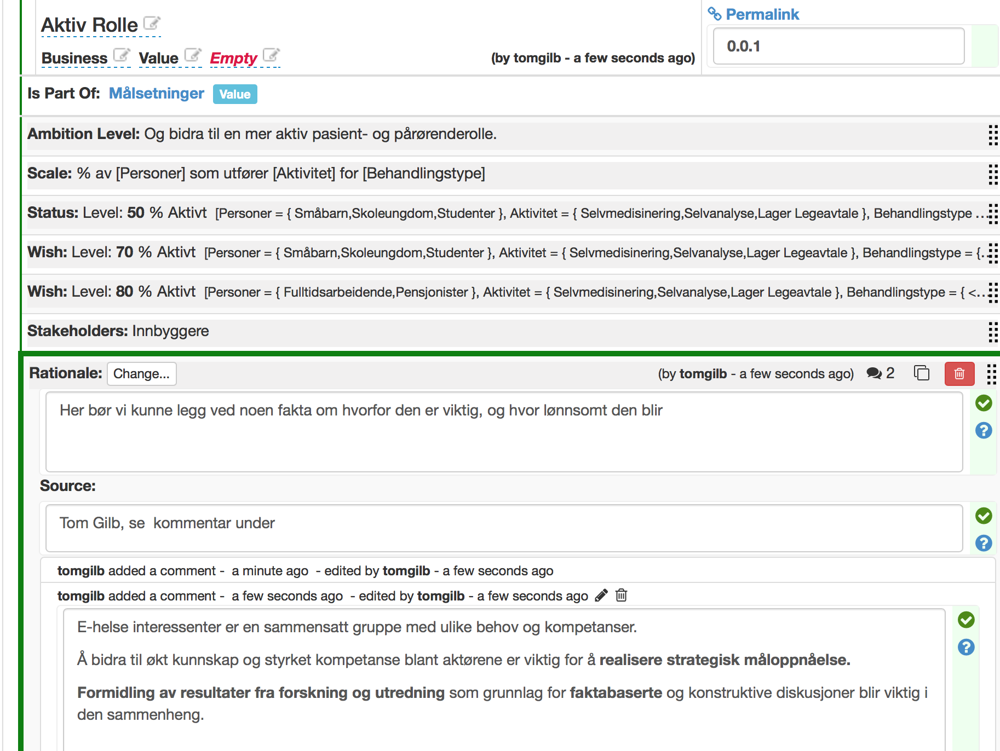 Aktiv Rolle
Permalink
0.0.1
Business Value Empty (by tomgilb - a few seconds ago)
Is Part Of: Målsetninger Value
Ambition Level: Og bidra til en mer aktiv pasient- og pårørenderolle.
Scale: % av [Personer] som utfører [Aktivitet] for [Behandlingstype]
Status: Level: 50 % Aktivt [Personer = { Småbarn,Skoleungdom,Studenter }, Aktivitet = { Selvmedisinering,Selvanalyse,Lager Legeavtale }, Behandlingstype ...
Wish: Level: 70 % Aktivt [Personer = { Småbarn,Skoleungdom,Studenter }, Aktivitet = { Selvmedisinering,Selvanalyse,Lager Legeavtale }, Behandlingstype = {...
Wish: Level: 80 % Aktivt [Personer = { Fulltidsarbeidende,Pensjonister }, Aktivitet = { Selvmedisinering,Selvanalyse,Lager Legeavtale }, Behandlingstype = { <...
Stakeholders: Innbyggere
Rationale: Change... (by tomgilb - a few seconds ago) 2
Her bør vi kunne legg ved noen fakta om hvorfor den er viktig, og hvor lønnsomt den blir
Source:
Tom Gilb, se  kommentar under
tomgilb added a comment - a minute ago - edited by tomgilb - a few seconds ago
tomgilb added a comment - a few seconds ago - edited by tomgilb - a few seconds ago
E-helse interessenter er en sammensatt gruppe med ulike behov og kompetanser.
Å bidra til økt kunnskap og styrket kompetanse blant aktørene er viktig for å realisere strategisk måloppnåelse.
Formidling av resultater fra forskning og utredning som grunnlag for faktabaserte og konstruktive diskusjoner blir viktig i
den sammenheng.